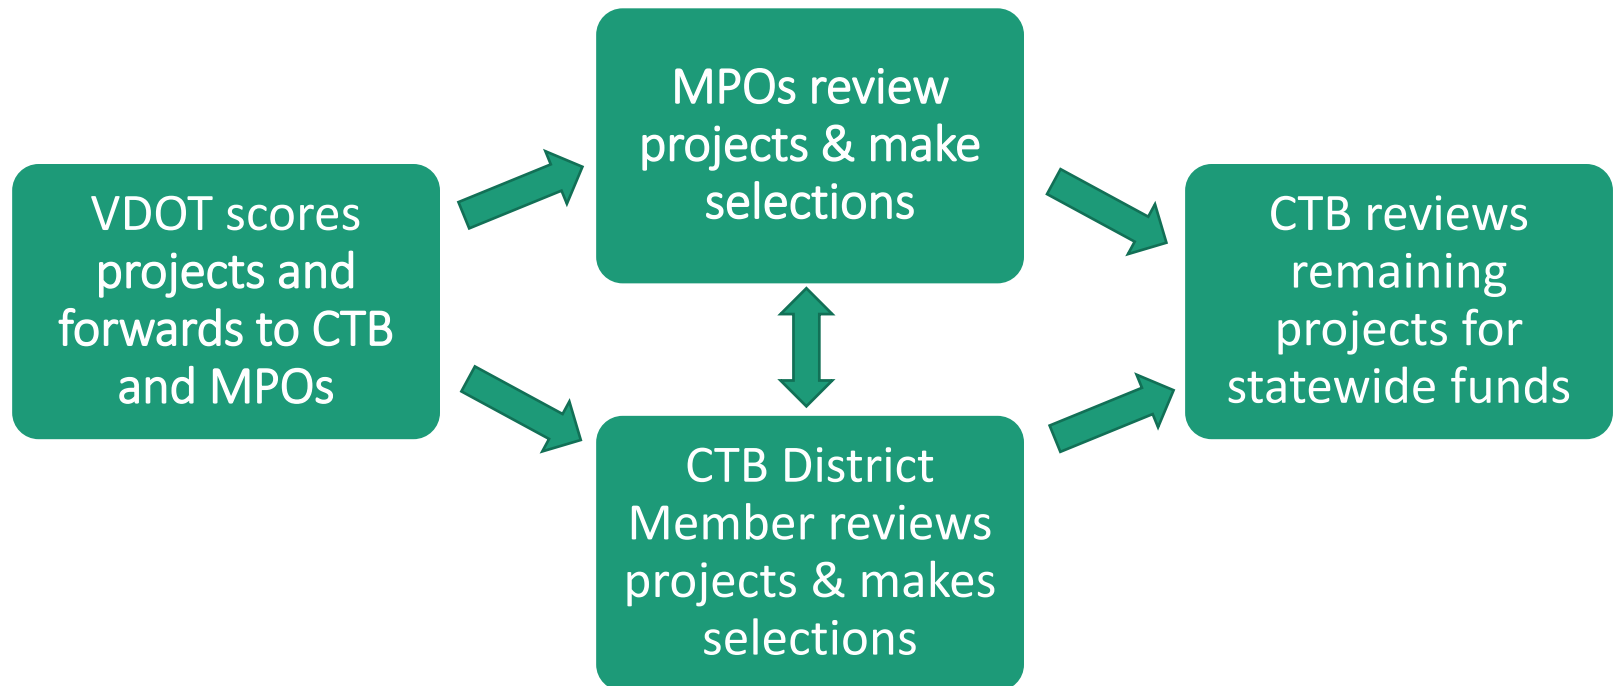 VDOT scores
projects and
forwards to CTB
and MPOs
MPOs review
projects & make
selections
CTB District
Member reviews
projects & makes
selections
CTB reviews
remaining
projects for
statewide funds